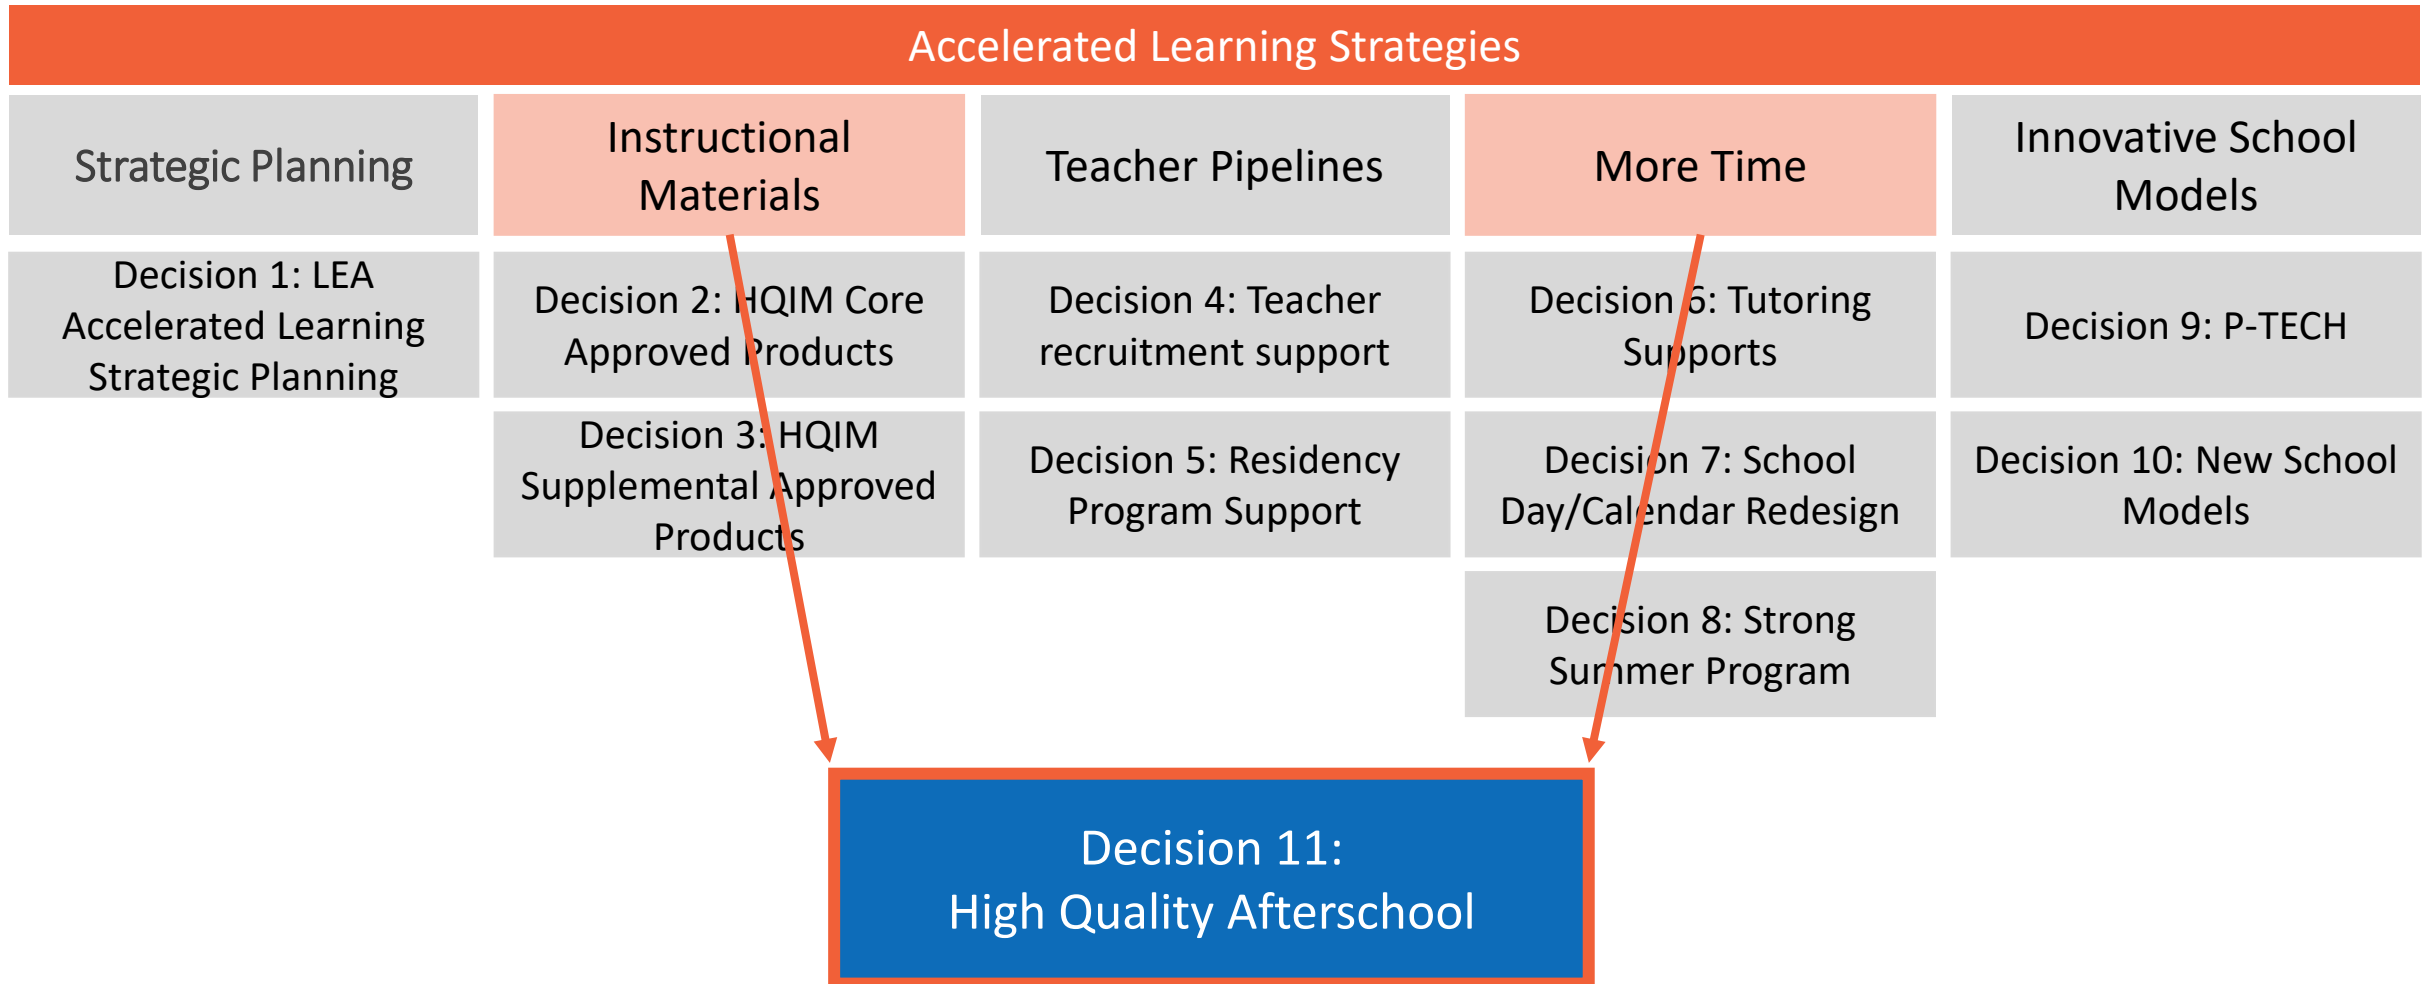 Accelerated Learning Strategies
Strategic Planning
Instructional
Materials
Teacher Pipelines
More Time
Innovative School
Models
Decision 1: LEA
Accelerated Learning
Strategic Planning
Decision 2: HQIM Core
Approved Products
Decision 4: Teacher
recruitment support
Decision 6: Tutoring
Supports
Decision 9: P-TECH
Decision 3: HQIM
Supplemental Approved
Products
Decision 5: Residency
Program Support
Decision 7: School
Day/Calendar Redesign
Decision 10: New School
Models
Decision 8: Strong
Summer Program
Decision 11:
High Quality Afterschool